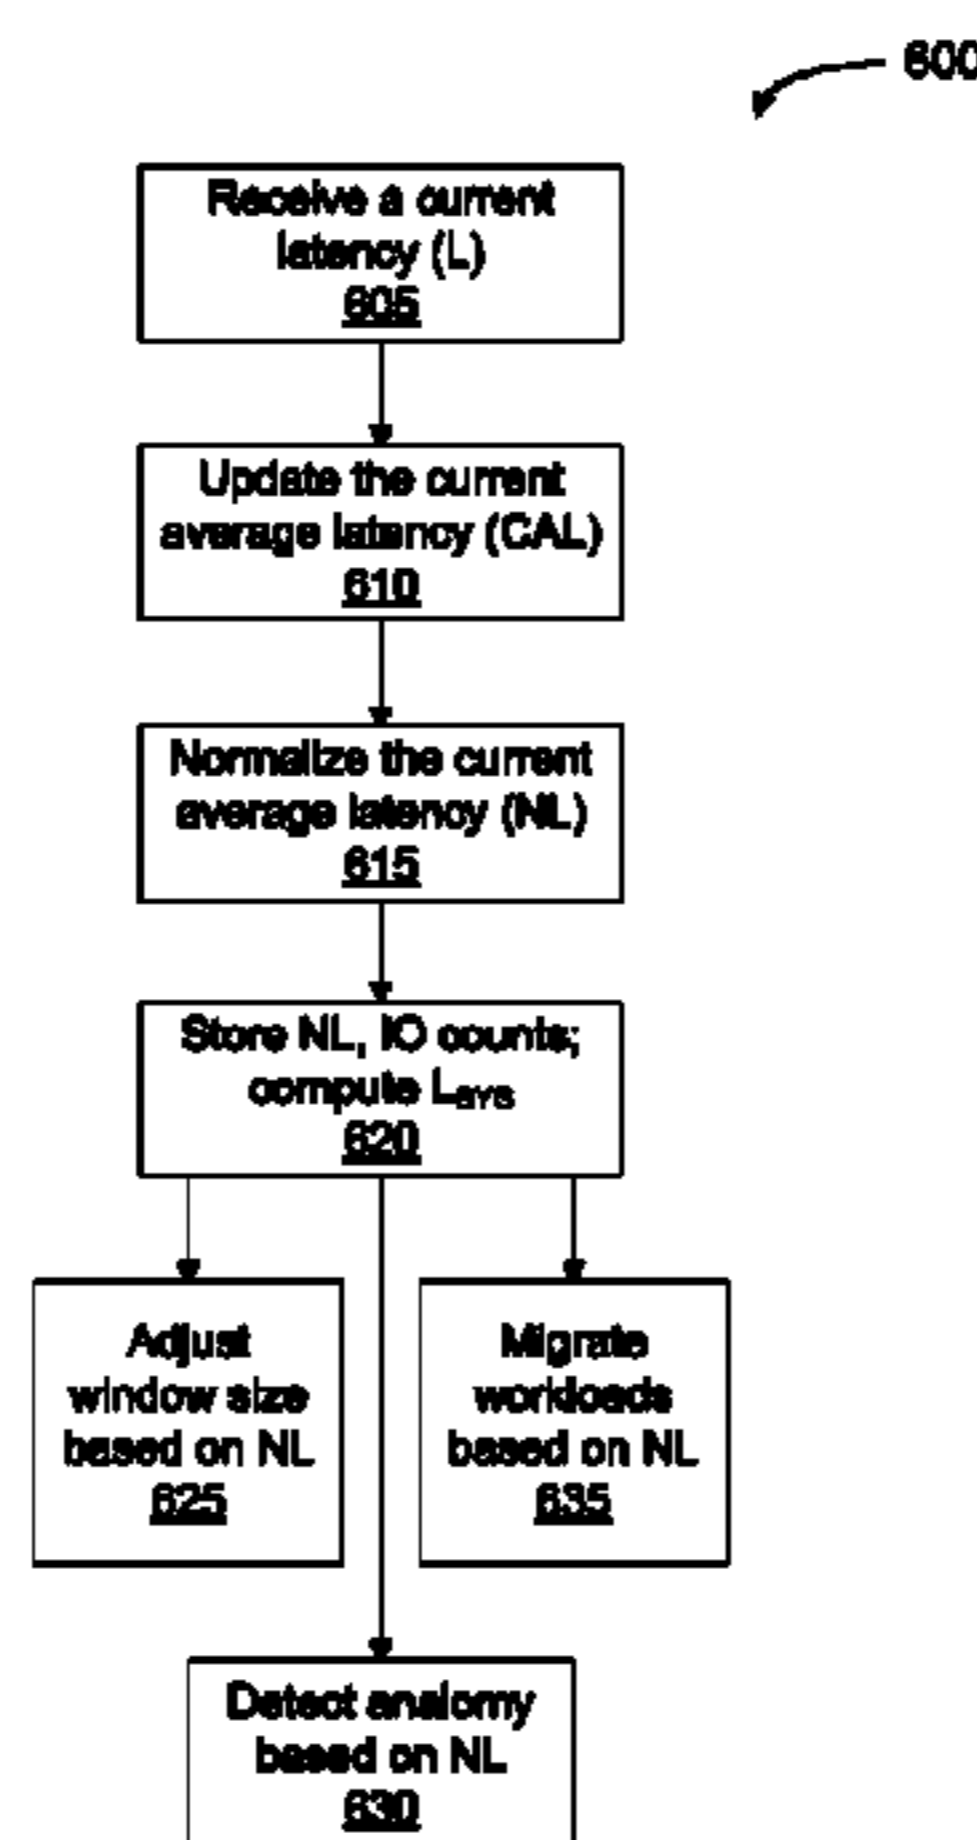 600
Receive a current
latency (L)
605
Update the current
average latency (CAL)
610
Normalize the current
average latency (NL)
615
Store NL, IO counts;
compute Lavg
620
Adjust
window size
based on NL
625
Migrate
workloads
based on NL
635
Detect analomy
based on NL
630